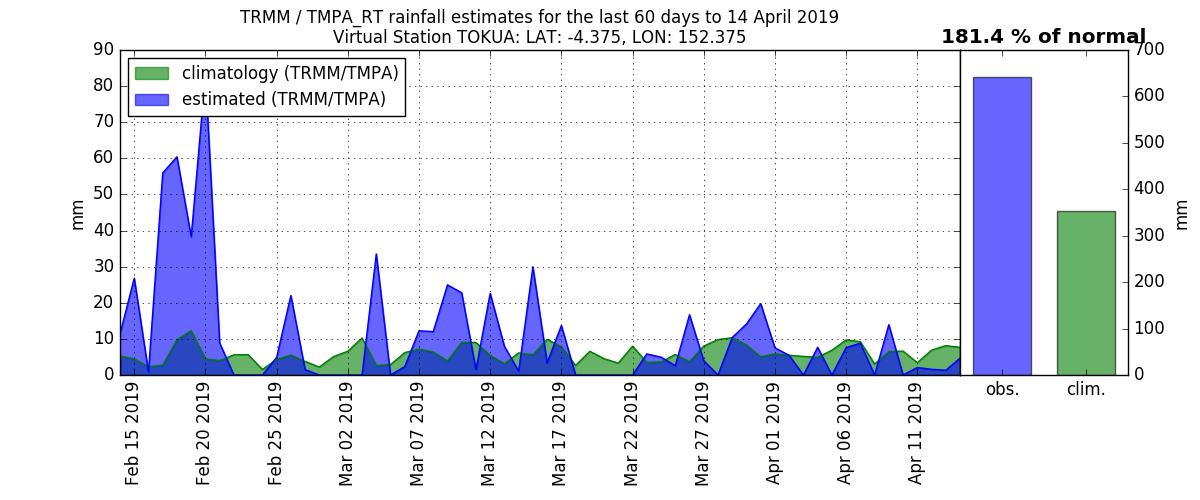 TRMM / TMPA_RT rainfall estimates for the last 60 days to 14 April 2019
Virtual Station TOKUA: LAT: -4.375, LON: 152.375
181.4 % of normal
climatology (TRMM/TMPA)
estimated (TRMM/TMPA)
mm
90
80
70
60
50
40
30
20
10
0
Feb 15 2019
Feb 20 2019
Feb 25 2019
Mar 02 2019
Mar 07 2019
Mar 12 2019
Mar 17 2019
Mar 22 2019
Mar 27 2019
Apr 01 2019
Apr 06 2019
Apr 11 2019
700
600
500
400
300
200
100
0
mm
obs.
clim.